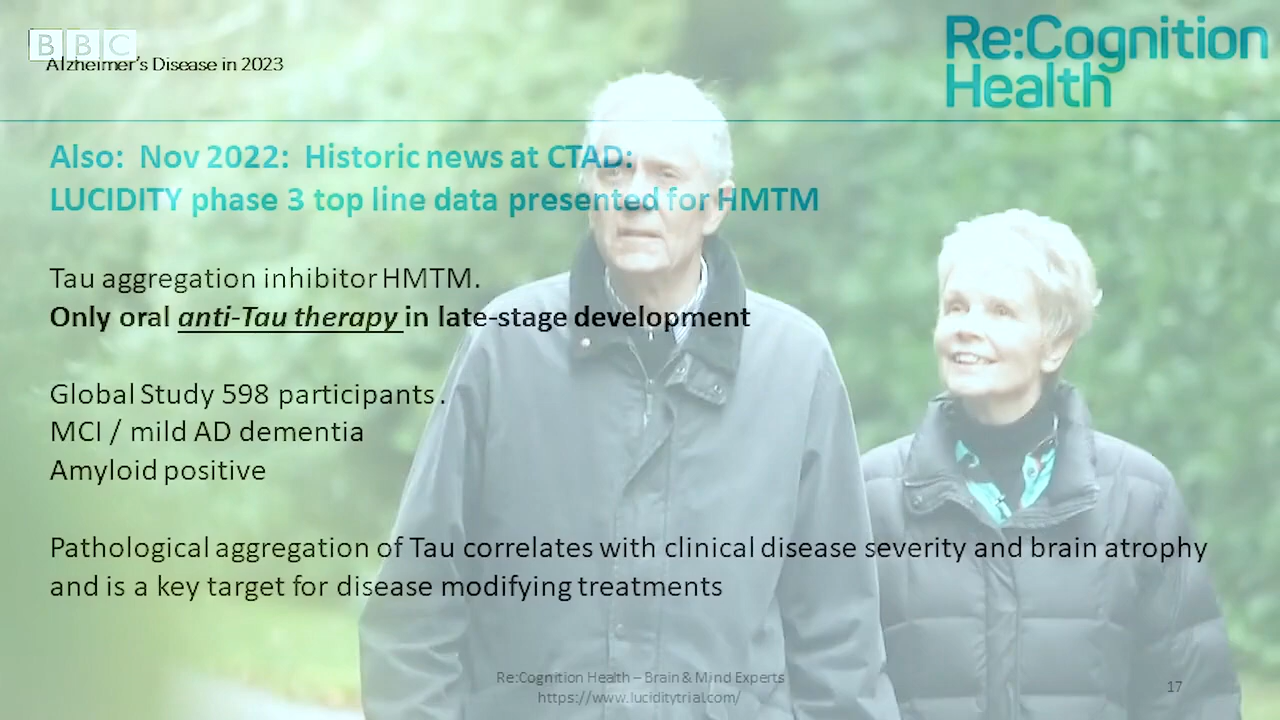 BBC
Alzheimer's Disease in 2023
Re:Cognition
Health
Also: Nov 2022: Historic news at CTAD:
LUCIDITY phase 3 top line data presented for HMTM
Tau aggregation inhibitor HMTM.
Only oral anti-Tau therapy in late-stage development
Global Study 598 participants.
MCI / mild AD dementia
Amyloid positive
Pathological aggregation of Tau correlates with clinical disease severity and brain atrophy
and is a key target for disease modifying treatments
Re:Cognition Health – Brain & Mind Experts
https://www.luciditytrial.com/
17